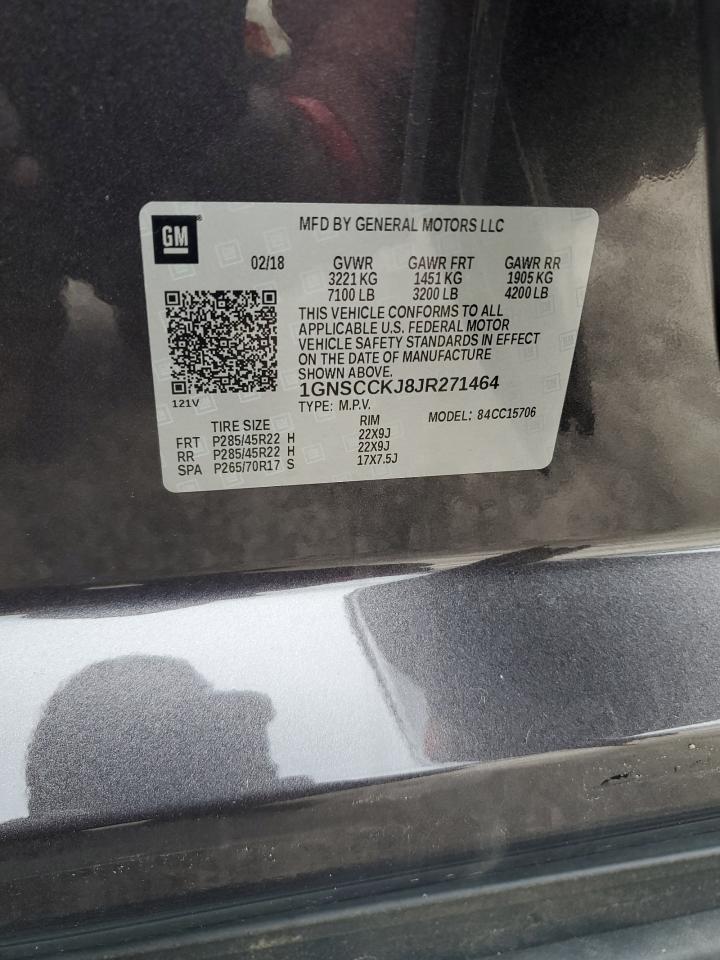 GM
MFD BY GENERAL MOTORS LLC
02/18 GVWR GAWR FRT GAWR RR
3221 KG 1451 KG 1905 KG
7100 LB 3200 LB 4200 LB
THIS VEHICLE CONFORMS TO ALL
APPLICABLE U.S. FEDERAL MOTOR
VEHICLE SAFETY STANDARDS IN EFFECT
ON THE DATE OF MANUFACTURE
SHOWN ABOVE.
1GNSCCKJ8JR271464
121V
TYPE: M.P.V. MODEL: 84CC15706
TIRE SIZE RIM
FRT P285/45R22 H 22X9J
RR P285/45R22 H 22X9J
SPA P265/70R17 S 17X7.5J